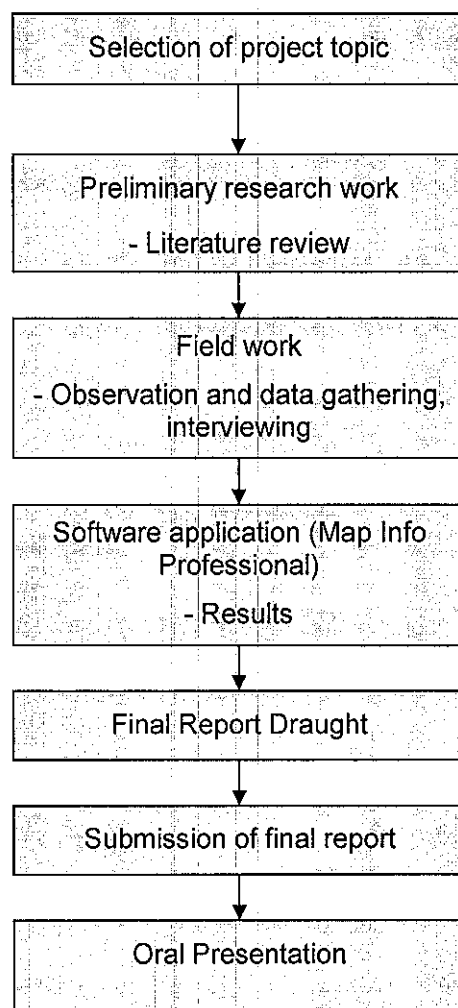 Selection of project topic
Preliminary research work
- Literature review
Field work
- Observation and data gathering,
interviewing
Software application (Map Info
Professional)
- Results
Final Report Draught
Submission of final report
Oral Presentation